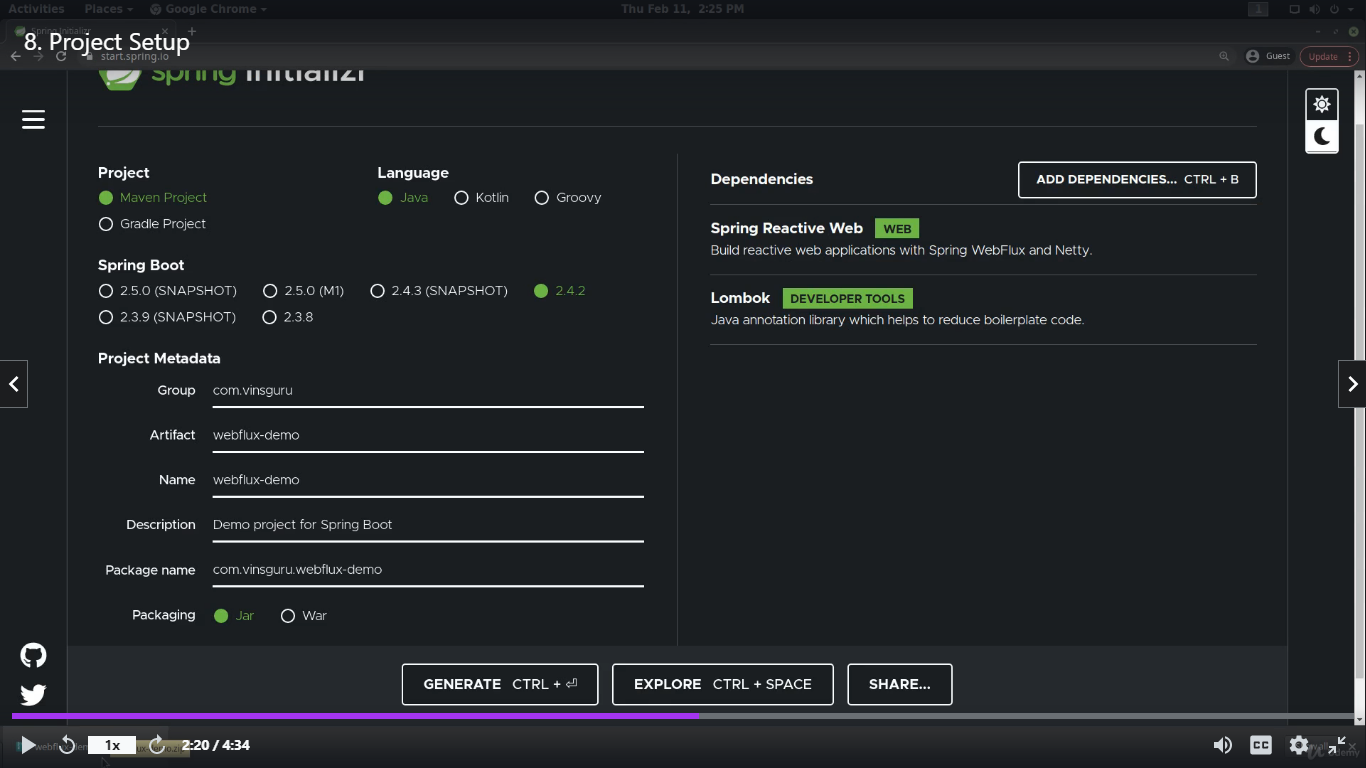 Activities Places Google Chrome Thu Feb 11, 2:25 PM 1
8. Project Setup
start.spring.io Guest Update
spring initializr
Project
Maven Project
Gradle Project
Language
Java Kotlin Groovy
Spring Boot
2.5.0 (SNAPSHOT) 2.5.0 (M1) 2.4.3 (SNAPSHOT) 2.4.2
2.3.9 (SNAPSHOT) 2.3.8
Project Metadata
Group com.vinsguru
Artifact webflux-demo
Name webflux-demo
Description Demo project for Spring Boot
Package name com.vinsguru.webflux-demo
Packaging Jar War
Dependencies ADD DEPENDENCIES... CTRL + B
Spring Reactive Web WEB
Build reactive web applications with Spring WebFlux and Netty.
Lombok DEVELOPER TOOLS
Java annotation library which helps to reduce boilerplate code.
GENERATE CTRL + ⏎ EXPLORE CTRL + SPACE SHARE...
1x 2:20 / 4:34 CC